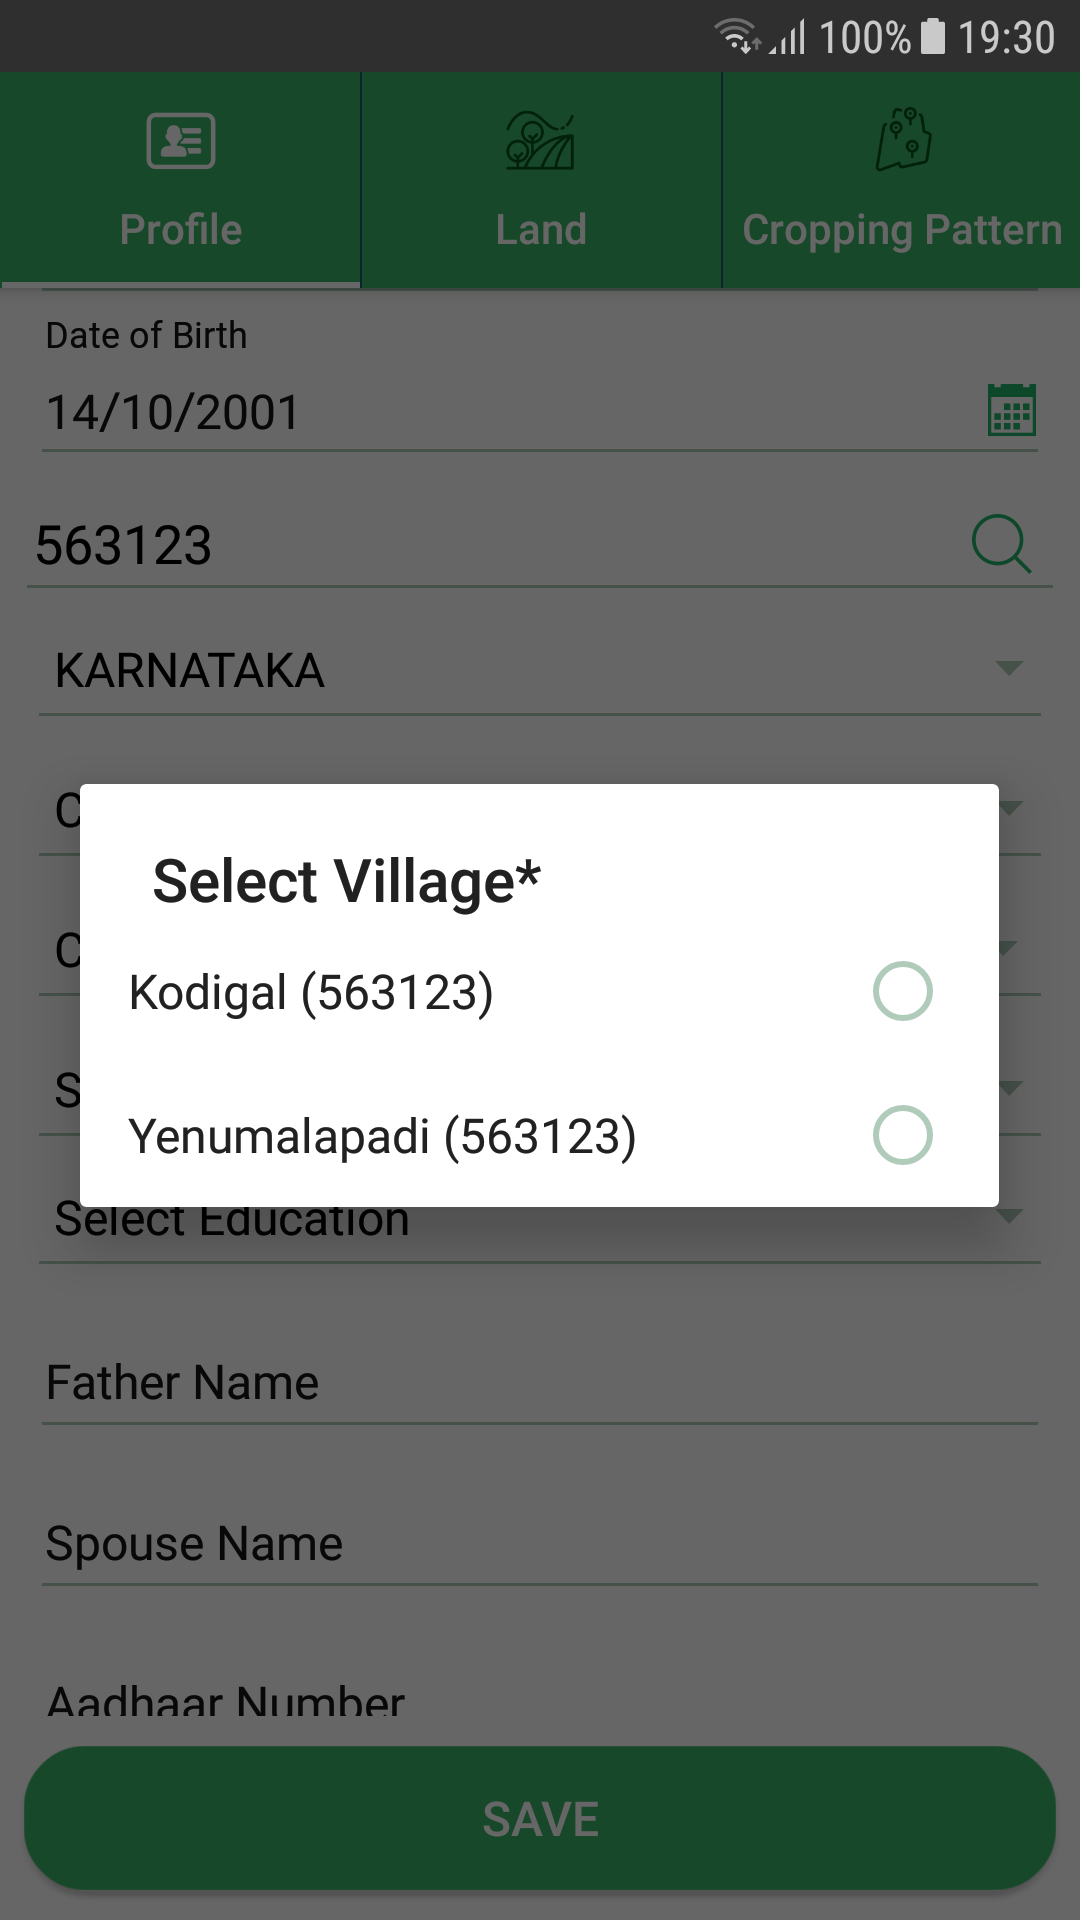 100% 19:30
Profile
Land
Cropping Pattern
Date of Birth
14/10/2001
563123
KARNATAKA
Select Village*
Kodigal (563123)
Yenumalapadi (563123)
Select Education
Father Name
Spouse Name
Aadhaar Number
SAVE